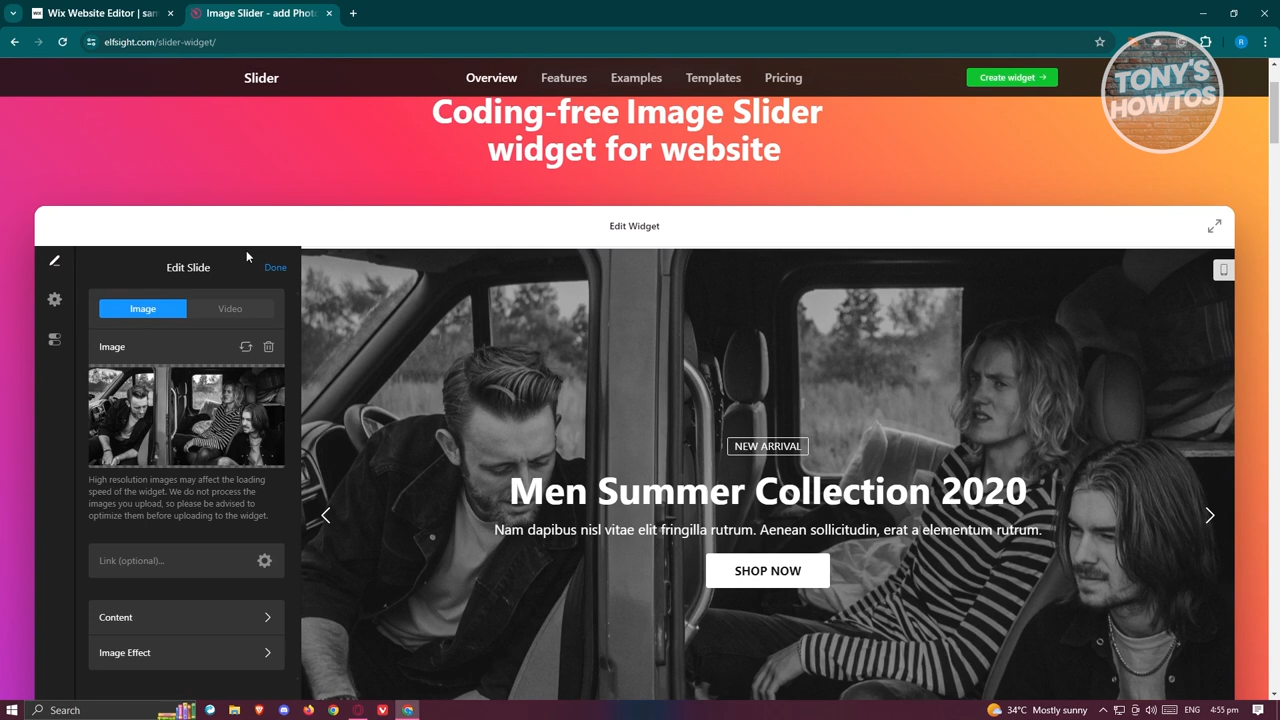 Wix Website Editor | san
Image Slider - add Photo
elfsight.com/slider-widget/
R
Slider
Overview
Features
Examples
Templates
Pricing
Create widget →
TONY'S
HOWTOS
Coding-free Image Slider
widget for website
Edit Widget
Edit Slide
Done
Image
Video
Image
High resolution images may affect the loading
speed of the widget. We do not process the
images you upload, so please be advised to
optimize them before uploading to the widget.
Link (optional)...
Content
Image Effect
NEW ARRIVAL
Men Summer Collection 2020
Nam dapibus nisl vitae elit fringilla rutrum. Aenean sollicitudin, erat a elementum rutrum.
SHOP NOW
Search
34°C Mostly sunny
ENG
4:55 pm